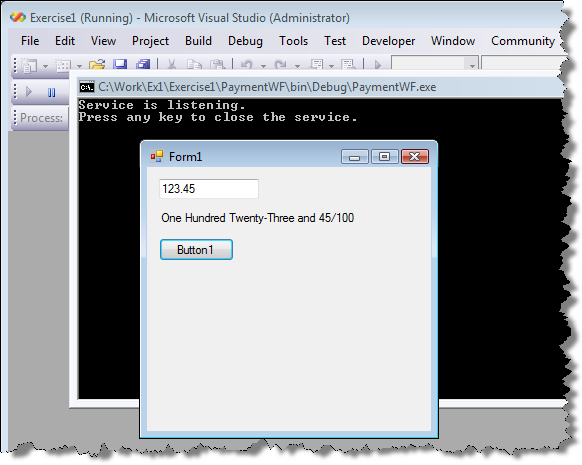 Exercise1 (Running) - Microsoft Visual Studio (Administrator)
File Edit View Project Build Debug Tools Test Developer Window Community
C:\Work\Ex1\Exercise1\PaymentWF\bin\Debug\PaymentWF.exe
Service is listening.
Press any key to close the service.
Process:
Form1
123.45
One Hundred Twenty-Three and 45/100
Button1